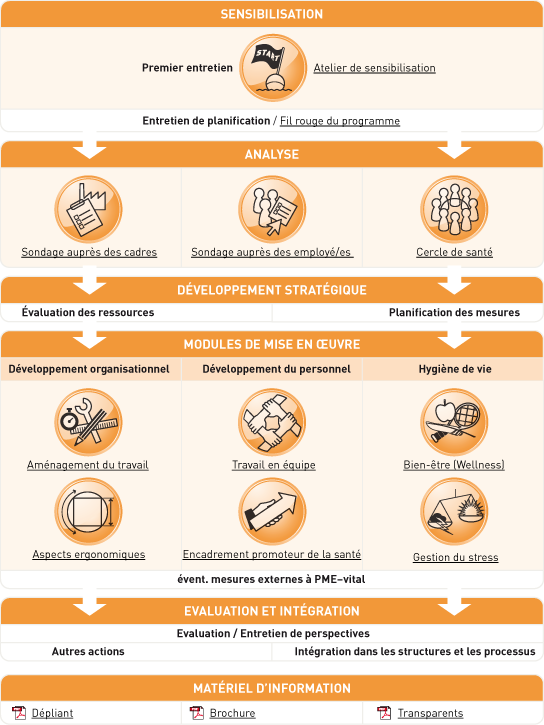 SENSIBILISATION
START
Premier entretien
Atelier de sensibilisation
Entretien de planification / Fil rouge du programme
ANALYSE
Sondage auprès des cadres
Sondage auprès des employé/es
Cercle de santé
DÉVELOPPEMENT STRATÉGIQUE
Évaluation des ressources
Planification des mesures
MODULES DE MISE EN ŒUVRE
Développement organisationnel
Développement du personnel
Hygiène de vie
Aménagement du travail
Travail en équipe
Bien-être (Wellness)
Aspects ergonomiques
Encadrement promoteur de la santé
Gestion du stress
évent. mesures externes à PME–vital
EVALUATION ET INTÉGRATION
Evaluation / Entretien de perspectives
Autres actions
Intégration dans les structures et les processus
MATÉRIEL D'INFORMATION
Dépliant
Brochure
Transparents